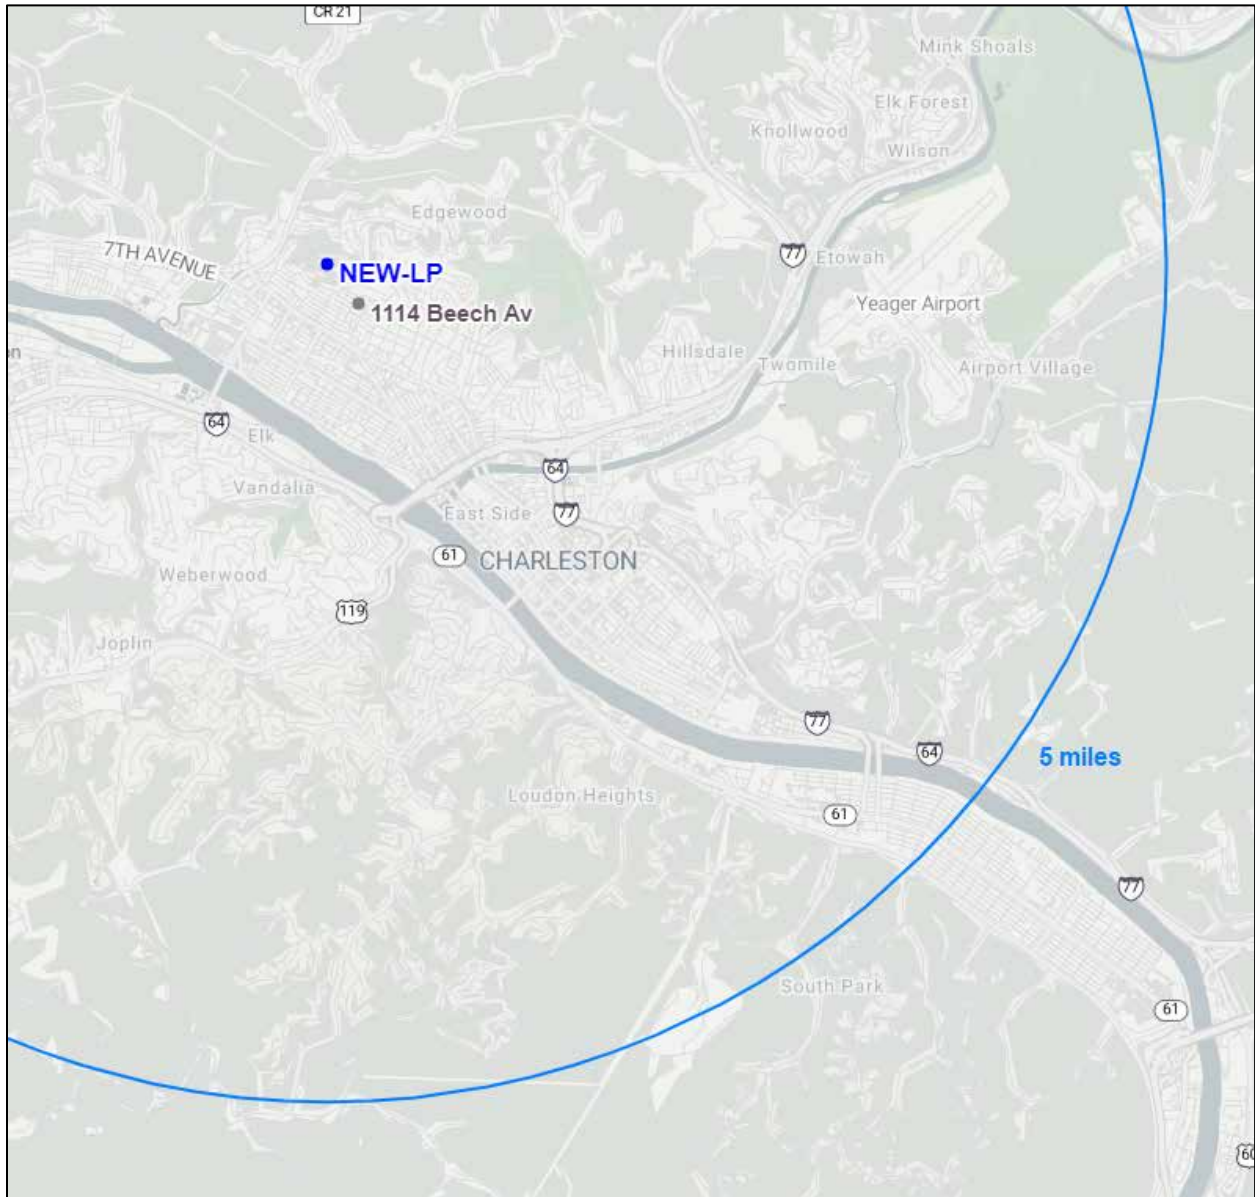 CR 21
Mink Shoals
Elk Forest
Knollwood
Wilson
Edgewood
7TH AVENUE
77
Etowah
NEW-LP
1114 Beech Av
Yeager Airport
Hillsdale
Twomile
Airport Village
on
64
Elk
64
Vandalia
East Side
77
61
CHARLESTON
Weberwood
119
Joplin
77
64
5 miles
Loudon Heights
61
77
South Park
61
60